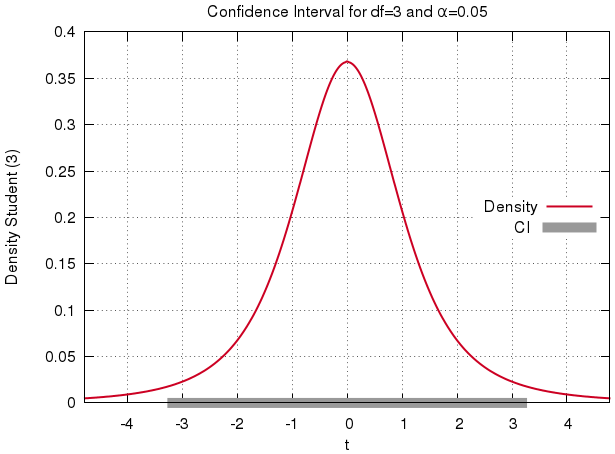 Confidence Interval for df=3 and α=0.05
0.4
0.35
0.3
0.25
0.2
0.15
0.1
0.05
0
Density Student (3)
Density
CI
-4 -3 -2 -1 0 1 2 3 4
t